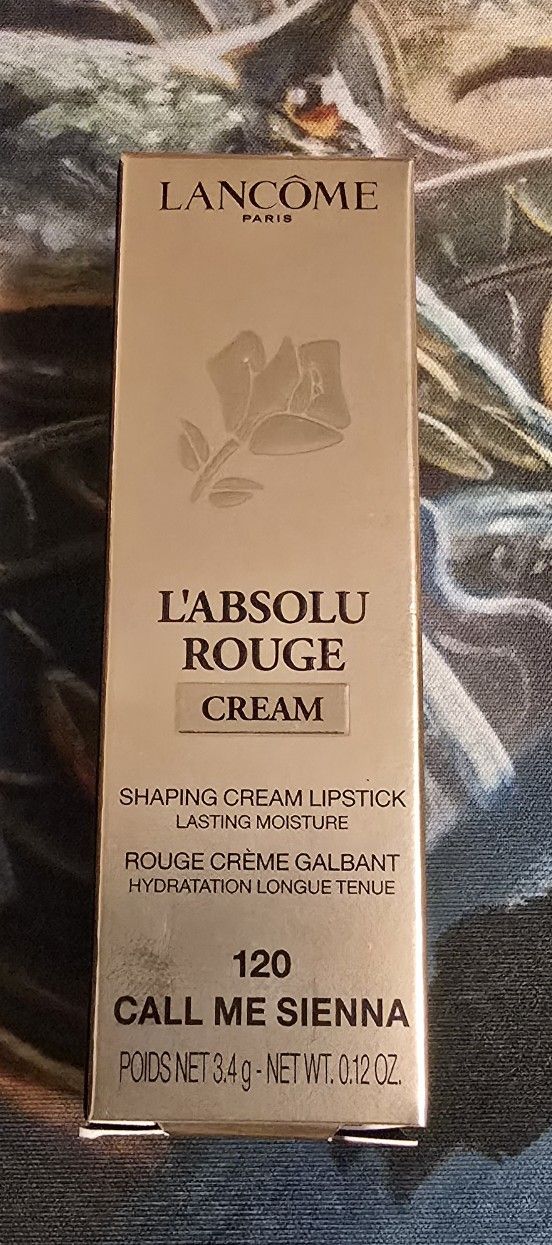 LANCÔME
PARIS
L'ABSOLU
ROUGE
CREAM
SHAPING CREAM LIPSTICK
LASTING MOISTURE
ROUGE CRÈME GALBANT
HYDRATATION LONGUE TENUE
120
CALL ME SIENNA
POIDS NET 3.4 g - NET WT. 0.12 OZ.